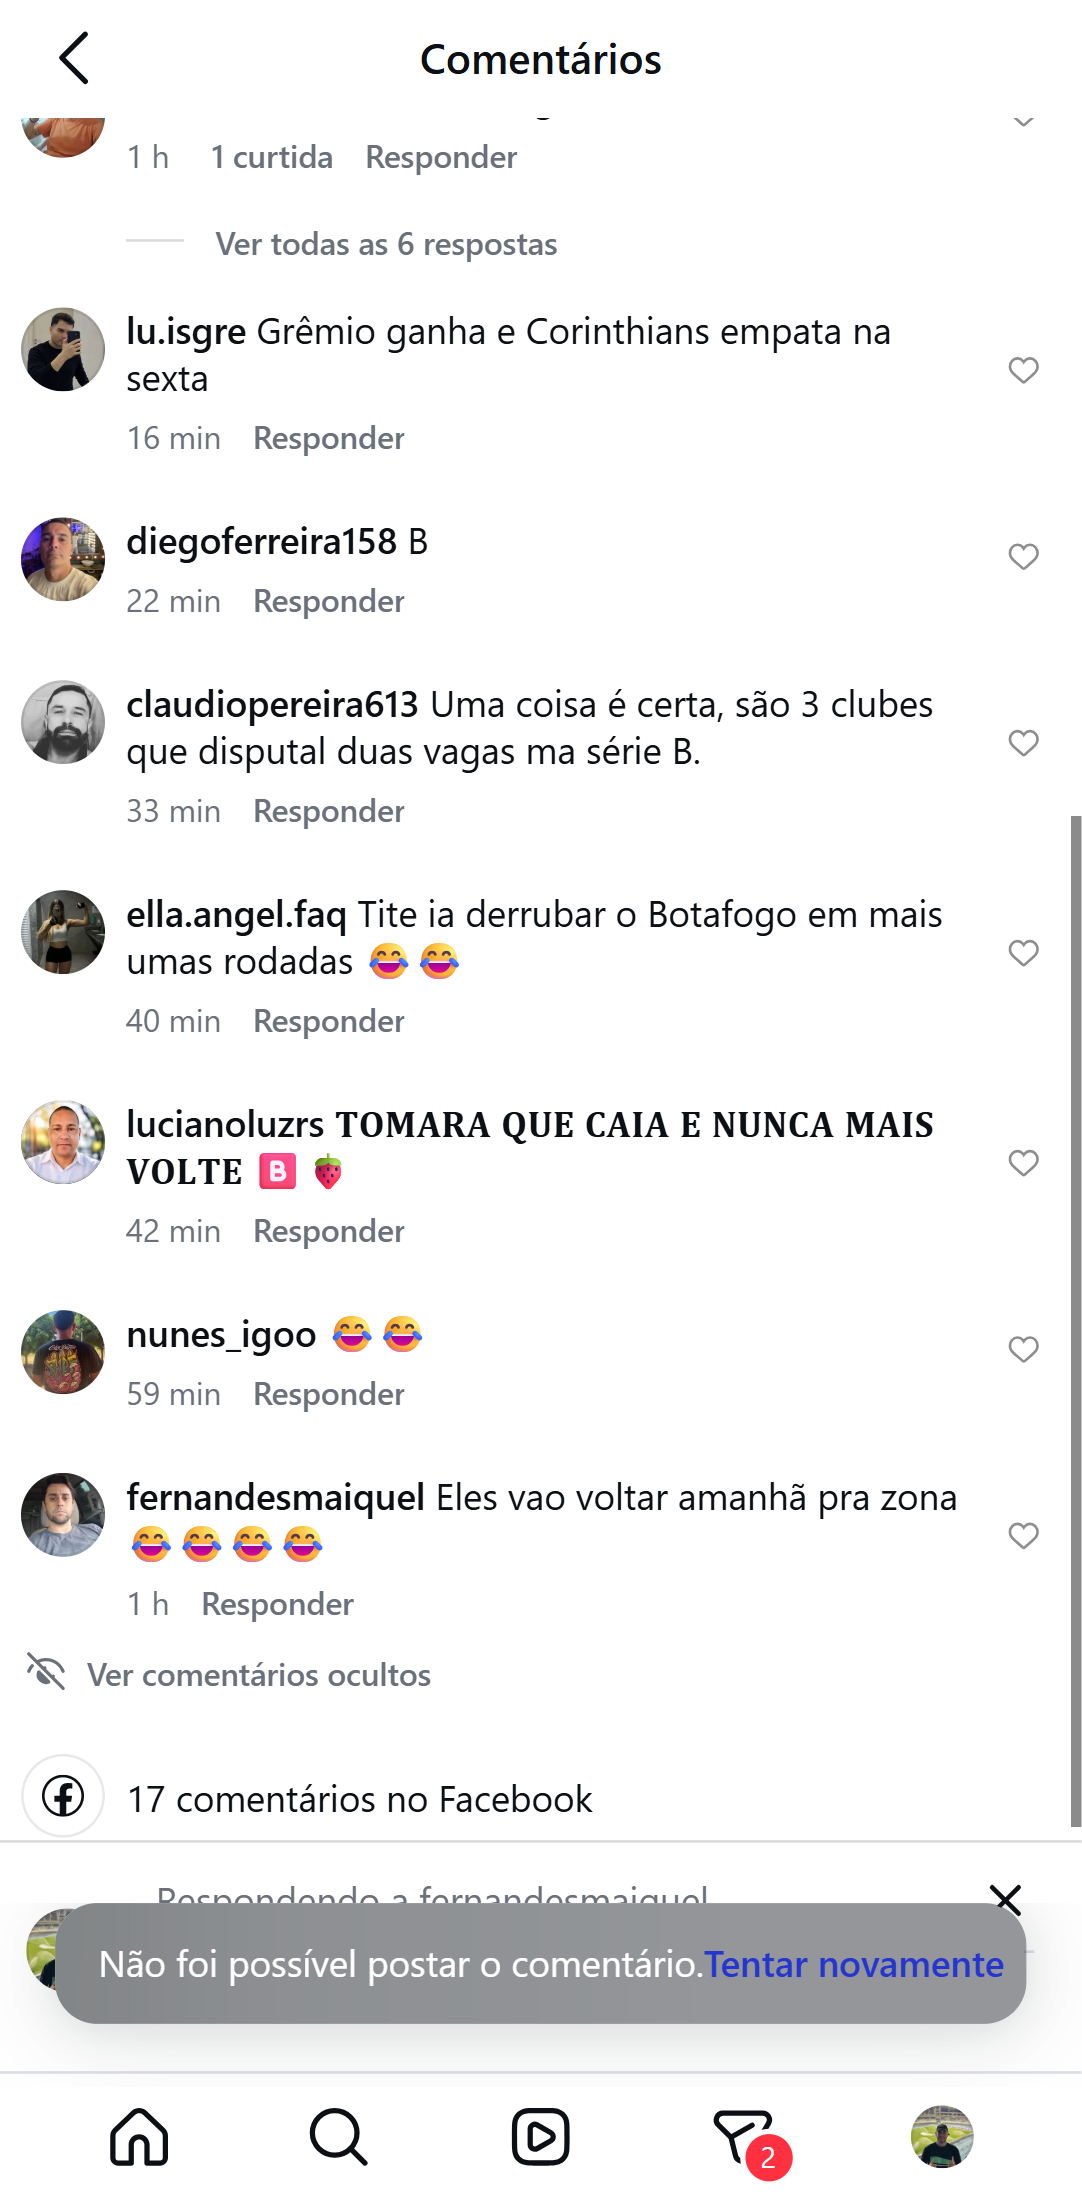 Comentários
1 h 1 curtida Responder
Ver todas as 6 respostas
lu.isgre Grêmio ganha e Corinthians empata na
sexta
16 min Responder
diegoferreira158 B
22 min Responder
claudiopereira613 Uma coisa é certa, são 3 clubes
que disputal duas vagas ma série B.
33 min Responder
ella.angel.faq Tite ia derrubar o Botafogo em mais
umas rodadas 😂😂
40 min Responder
lucianoluzrs TOMARA QUE CAIA E NUNCA MAIS
VOLTE 🅱️🍓
42 min Responder
nunes_igoo 😂😂
59 min Responder
fernandesmaiquel Eles vao voltar amanhã pra zona
😂😂😂😂
1 h Responder
Ver comentários ocultos
17 comentários no Facebook
Respondendo a fernandesmaiquel
Não foi possível postar o comentário.Tentar novamente
2